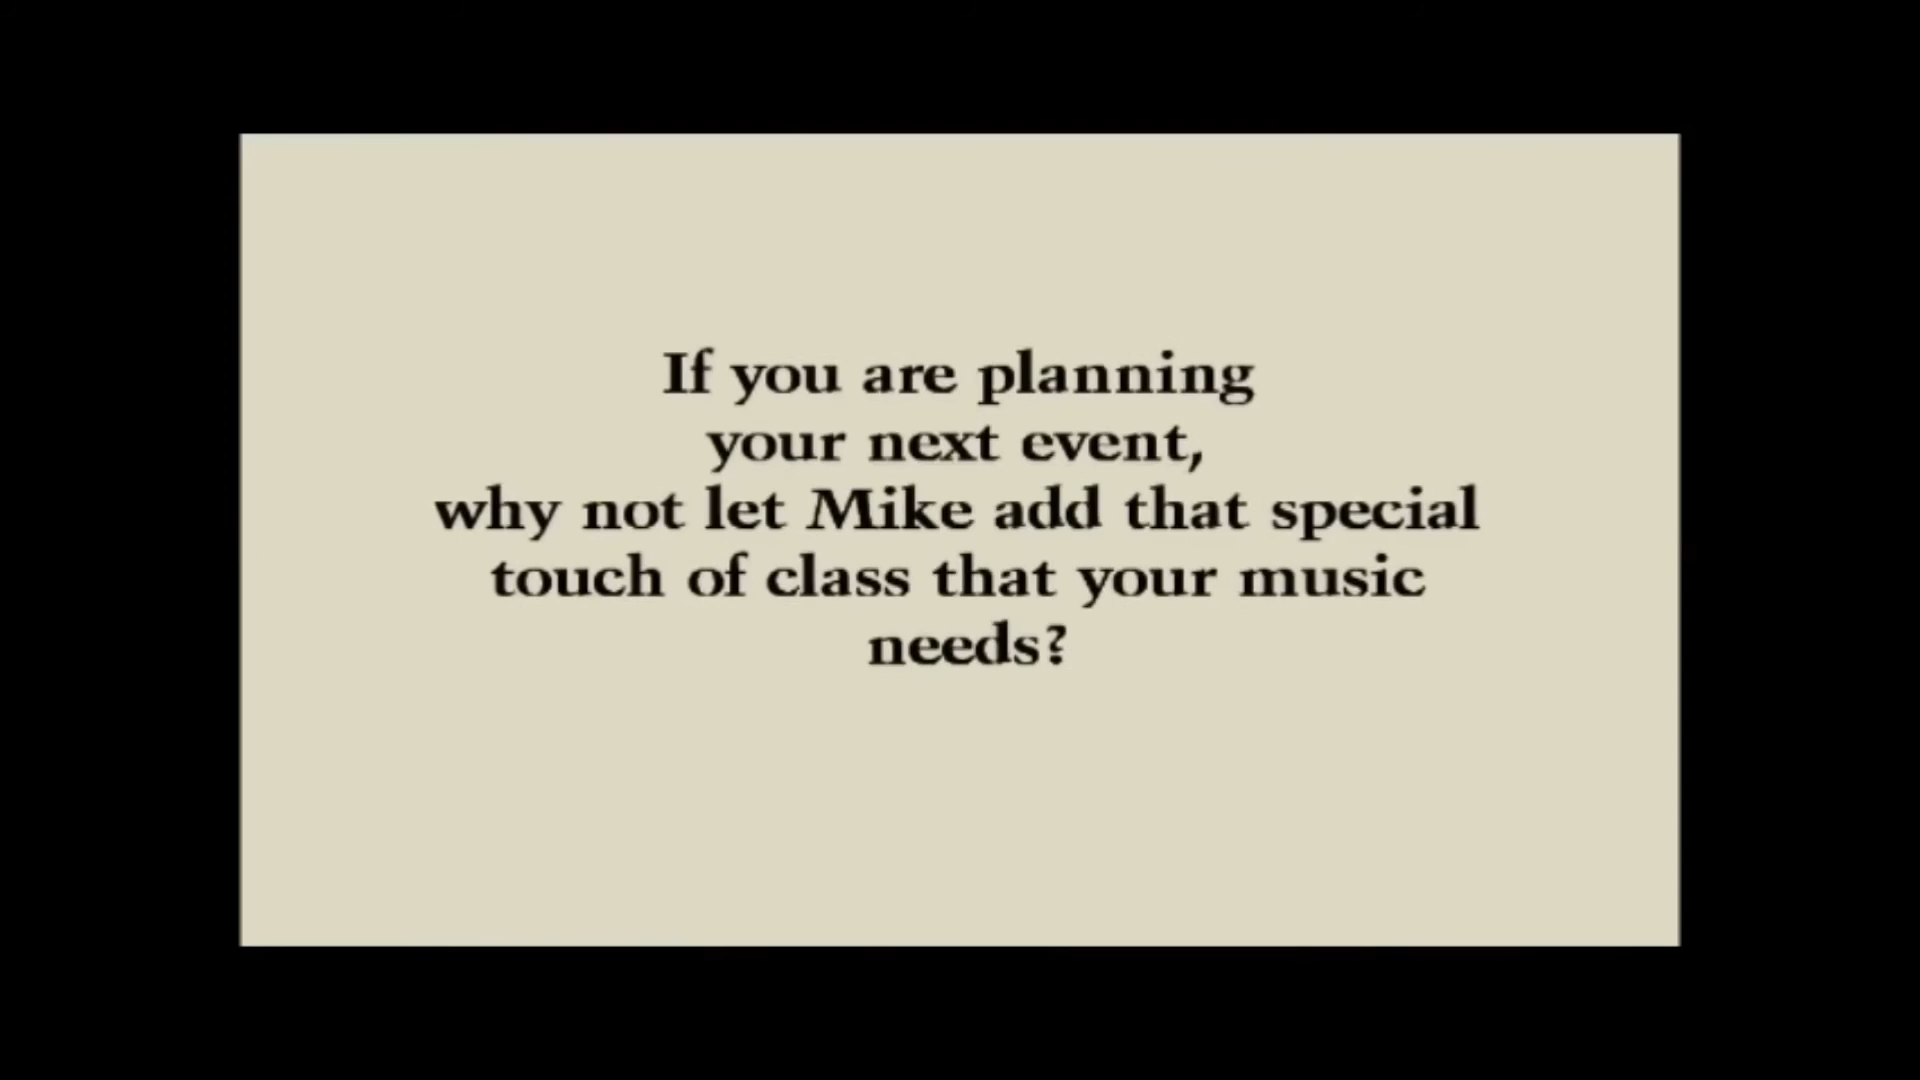 If you are planning
your next event,
why not let Mike add that special
touch of class that your music
needs?